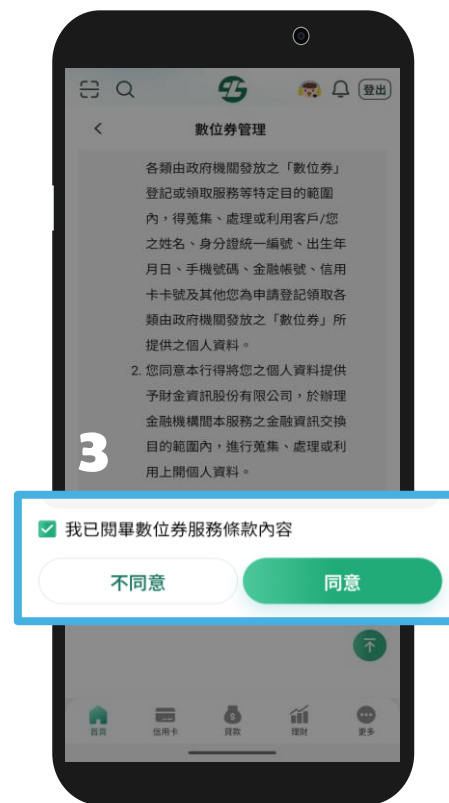 登出
數位券管理
各類由政府機關發放之「數位券」
登記或領取服務等特定目的範圍
內，得蒐集、處理或利用客戶/您
之姓名、身分證統一編號、出生年
月日、手機號碼、金融帳號、信用
卡卡號及其他您為申請登記領取各
類由政府機關發放之「數位券」所
提供之個人資料。
2. 您同意本行得將您之個人資料提供
予財金資訊股份有限公司，於辦理
金融機構間本服務之金融資訊交換
目的範圍內，進行蒐集、處理或利
用上開個人資料。
3
我已閱畢數位券服務條款內容
不同意 同意
首頁 信用卡 貸款 理財 更多